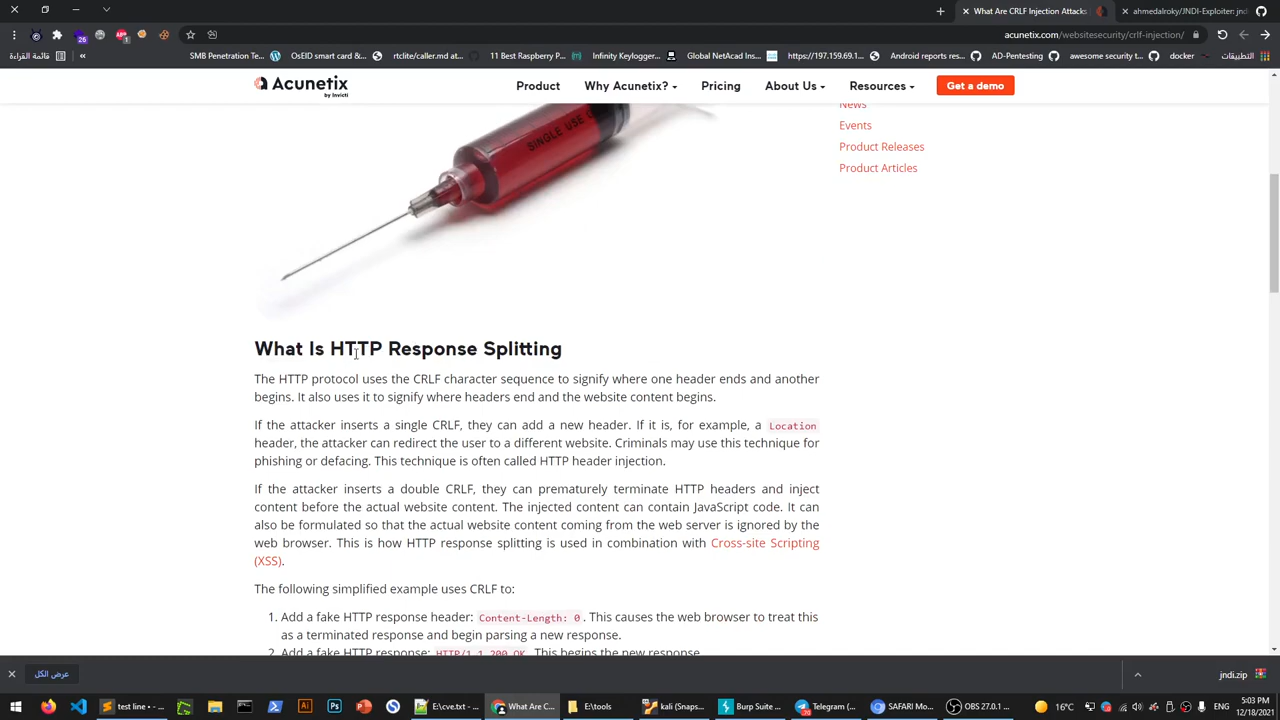 What Are CRLF Injection Attacks
ahmedalroky/JNDI-Exploiter: jnd
acunetix.com/websitesecurity/crlf-injection/
SMB Penetration Te...
OsEID smart card &...
rtclite/caller.md at...
11 Best Raspberry P...
Infinity Keylogger...
Global NetAcad Ins...
https://197.159.69.1...
Android reports res...
AD-Pentesting
awesome security c...
docker
قائمة القراءة
Acunetix
by Invicti
Product
Why Acunetix?
Pricing
About Us
Resources
Get a demo
News
Events
Product Releases
Product Articles
SINGLE USE
What Is HTTP Response Splitting
The HTTP protocol uses the CRLF character sequence to signify where one header ends and another
begins. It also uses it to signify where headers end and the website content begins.
If the attacker inserts a single CRLF, they can add a new header. If it is, for example, a Location
header, the attacker can redirect the user to a different website. Criminals may use this technique for
phishing or defacing. This technique is often called HTTP header injection.
If the attacker inserts a double CRLF, they can prematurely terminate HTTP headers and inject
content before the actual website content. The injected content can contain JavaScript code. It can
also be formulated so that the actual website content coming from the web server is ignored by the
web browser. This is how HTTP response splitting is used in combination with Cross-site Scripting
(XSS).
The following simplified example uses CRLF to:
1. Add a fake HTTP response header: Content-Length: 0. This causes the web browser to treat this
as a terminated response and begin parsing a new response.
2. Add a fake HTTP response: HTTP/1.1 200 OK. This begins the new response.
عرض الكل
jndi.zip
test line • - ...
E:\cve.txt - ...
What Are C...
E:\tools
kali (Snaps...
Burp Suite ...
Telegram (...
SAFARI Mo...
OBS 27.0.1 ...
16°C
ENG
5:03 PM
12/18/2021